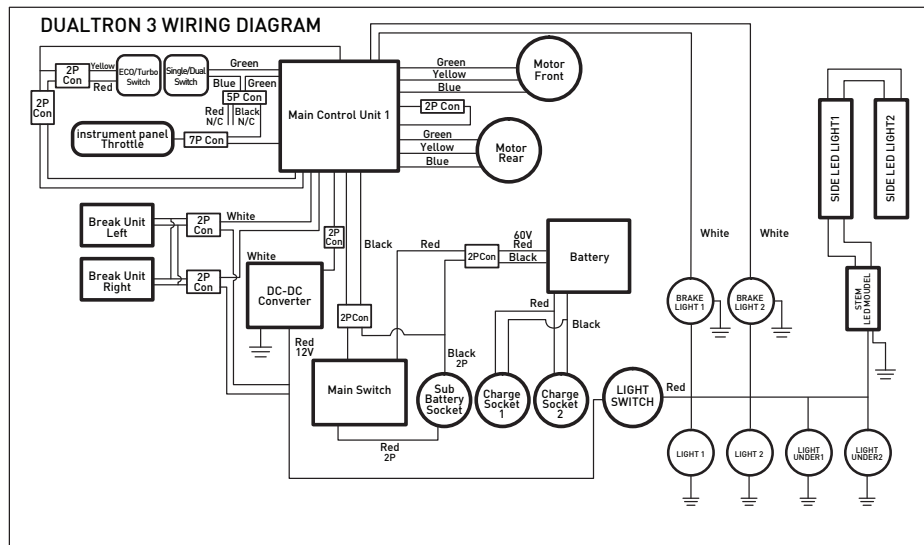 DUALTRON 3 WIRING DIAGRAM
2P
Con
Yellow
Red
ECO/Turbo
Switch
Single/Dual
Switch
Green
Blue
Green
5P Con
Red
N/C
Black
N/C
2P
Con
instrument panel
Throttle
7P Con
Main Control Unit 1
Green
Yellow
Blue
Motor
Front
2P Con
Green
Yellow
Blue
Motor
Rear
SIDE LED LIGHT1
SIDE LED LIGHT2
Break Unit
Left
2P
Con
White
Break Unit
Right
2P
Con
White
2P
Con
Black
DC-DC
Converter
Red
12V
Red
2PCon
60V
Red
Black
Battery
Red
Black
2PCon
Black
2P
Main Switch
Sub
Battery
Socket
Charge
Socket
1
Charge
Socket
2
LIGHT
SWITCH
Red
Red
2P
White
White
BRAKE
LIGHT 1
BRAKE
LIGHT 2
STEM
LED MOUDEL
LIGHT 1
LIGHT 2
LIGHT
UNDER1
LIGHT
UNDER2